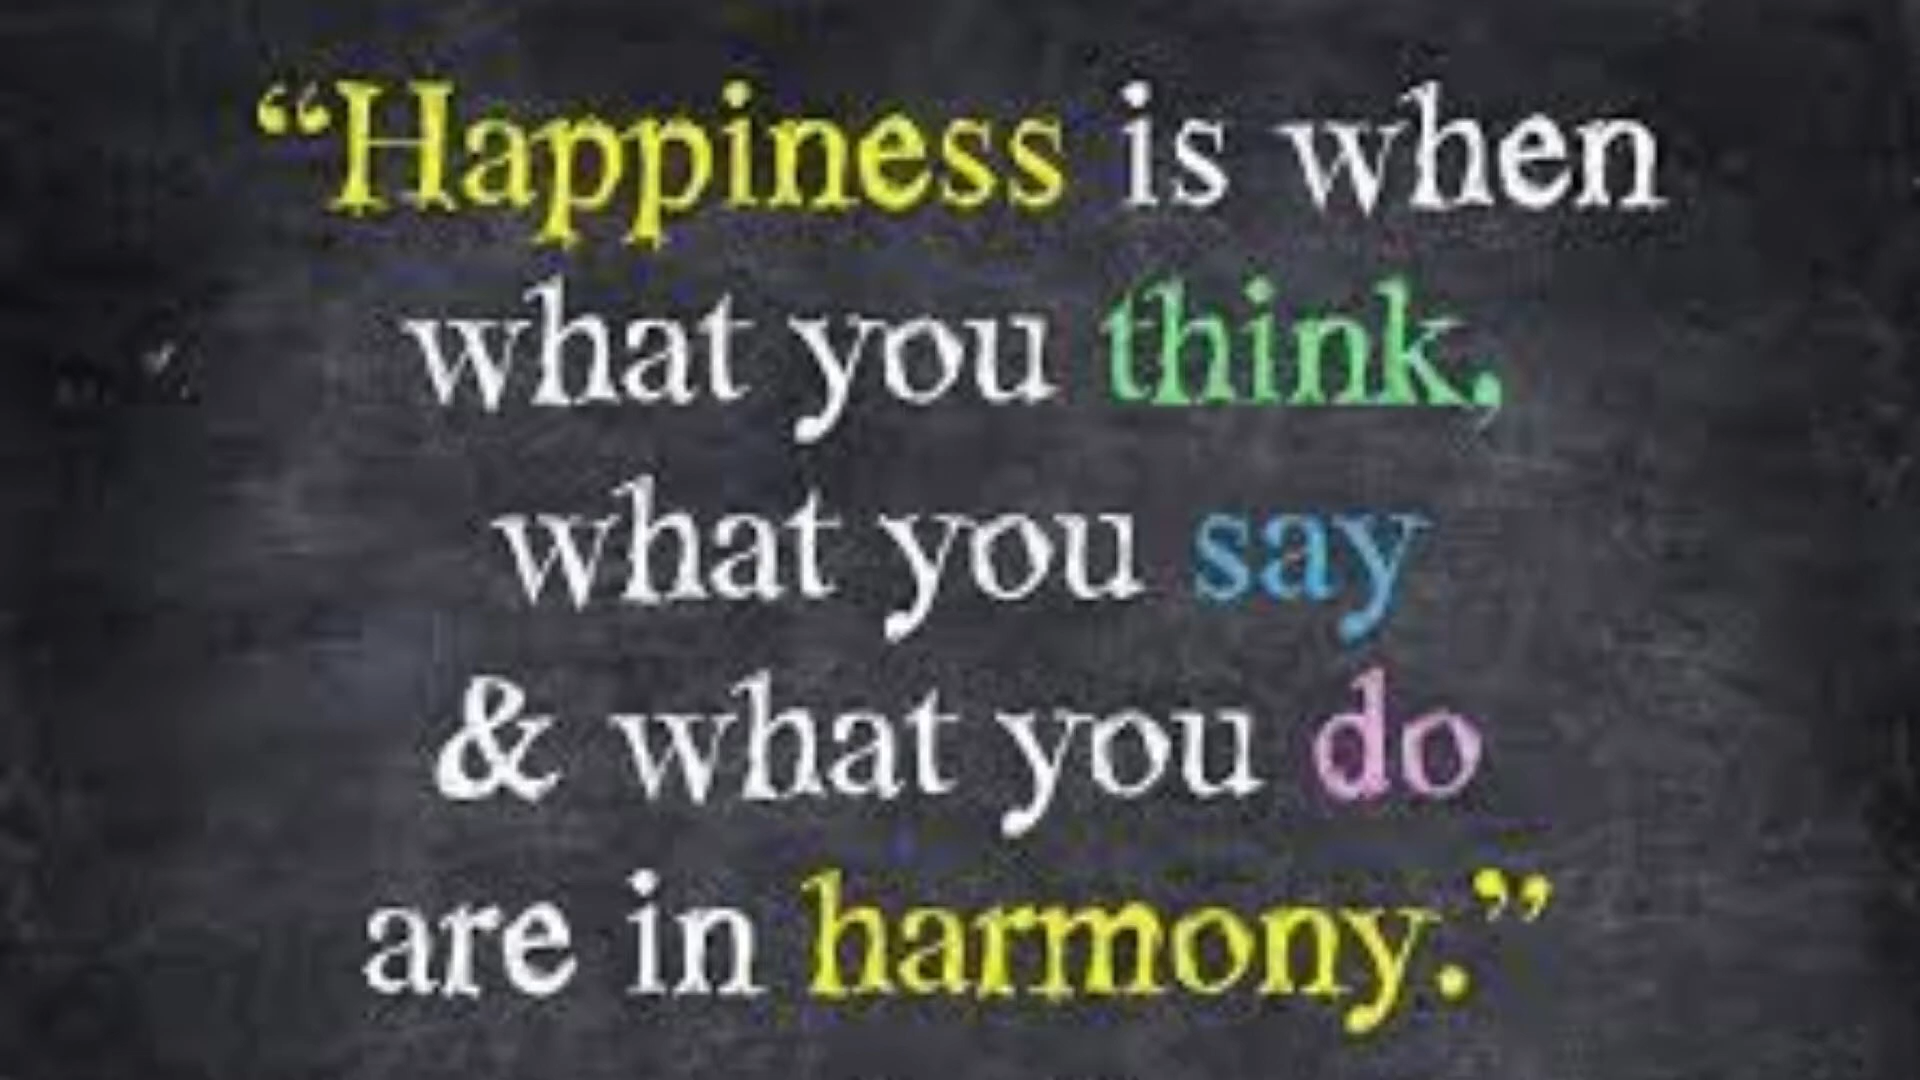 “Happiness is when
what you think,
what you say
& what you do
are in harmony.”